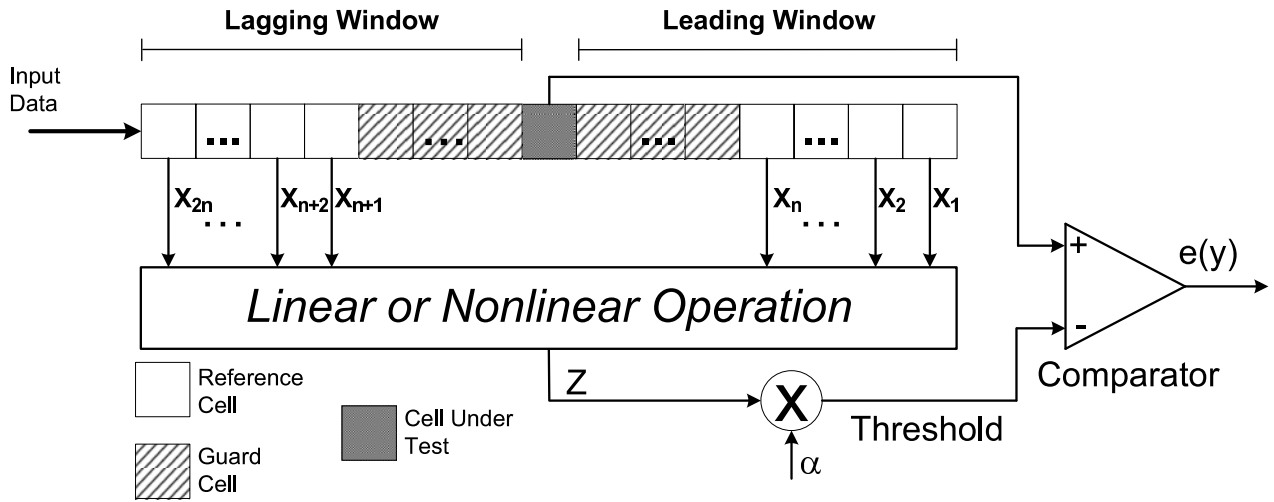 Lagging Window
Leading Window
Input
Data
... ... ... ...
X2n
Xn+2
Xn+1
Xn
X2
X1
... ...
Linear or Nonlinear Operation
+
-
e(y)
Comparator
Z
X
Threshold
α
Reference
Cell
Guard
Cell
Cell Under
Test